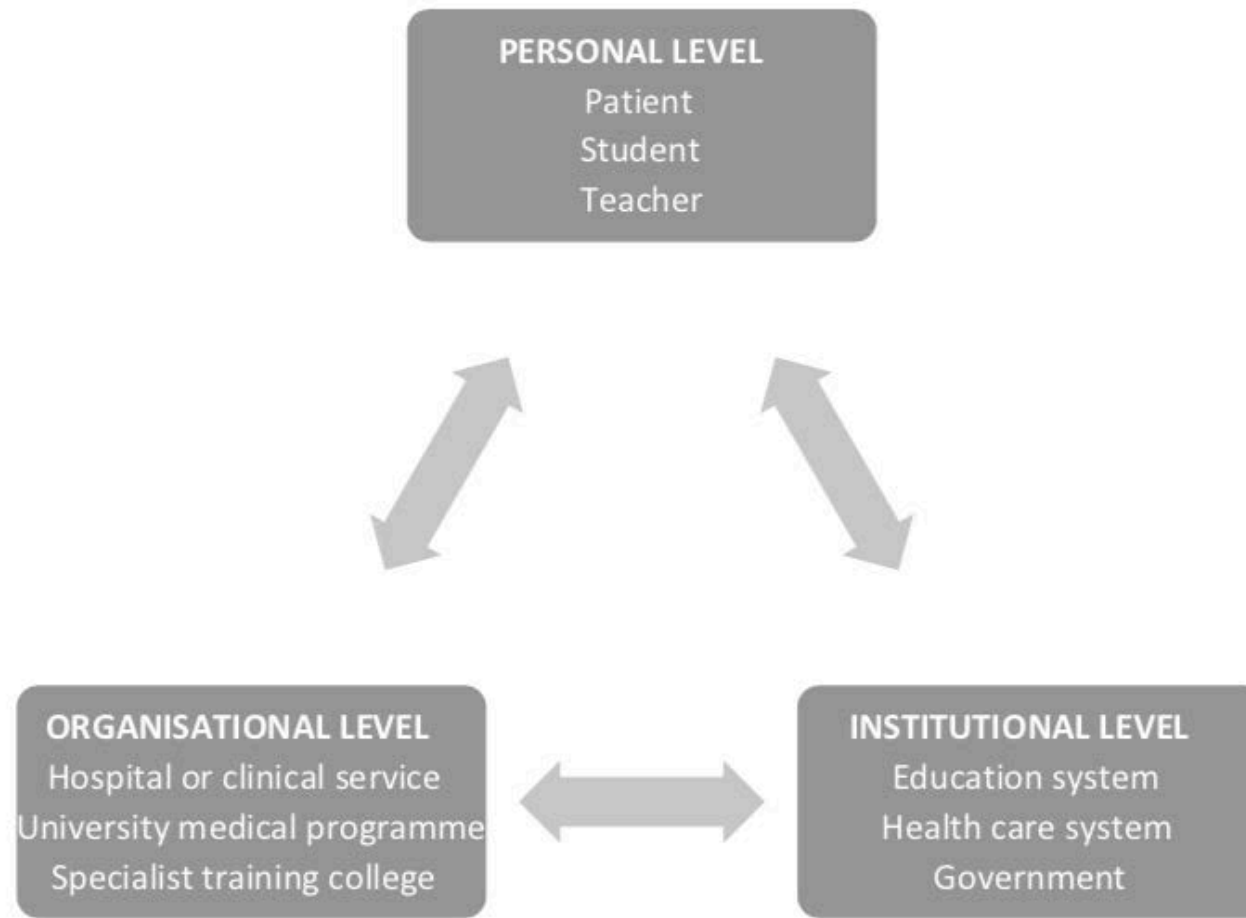 PERSONAL LEVEL
Patient
Student
Teacher
ORGANISATIONAL LEVEL
Hospital or clinical service
University medical programme
Specialist training college
INSTITUTIONAL LEVEL
Education system
Health care system
Government